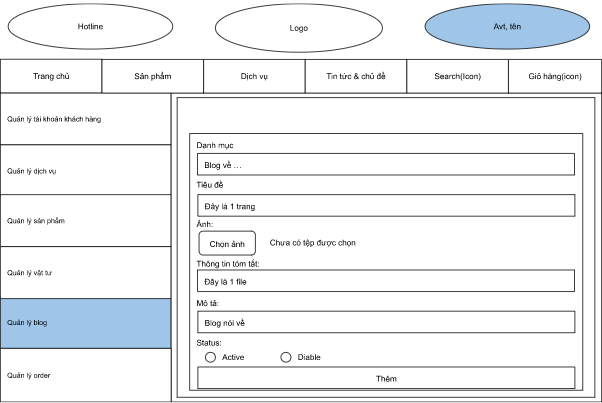 Hotline
Logo
Avt, tên
Trang chủ
Sản phẩm
Dịch vụ
Tin tức & chủ đề
Search(Icon)
Giỏ hàng(icon)
Quản lý tài khoản khách hàng
Quản lý dịch vụ
Quản lý sản phẩm
Quản lý vật tư
Quản lý blog
Quản lý order
Danh mục
Blog về ...
Tiêu đề
Đây là 1 trang
Ảnh:
Chọn ảnh
Chưa có tệp được chọn
Thông tin tóm tắt:
Đây là 1 file
Mô tả:
Blog nói về
Status:
Active
Diable
Thêm